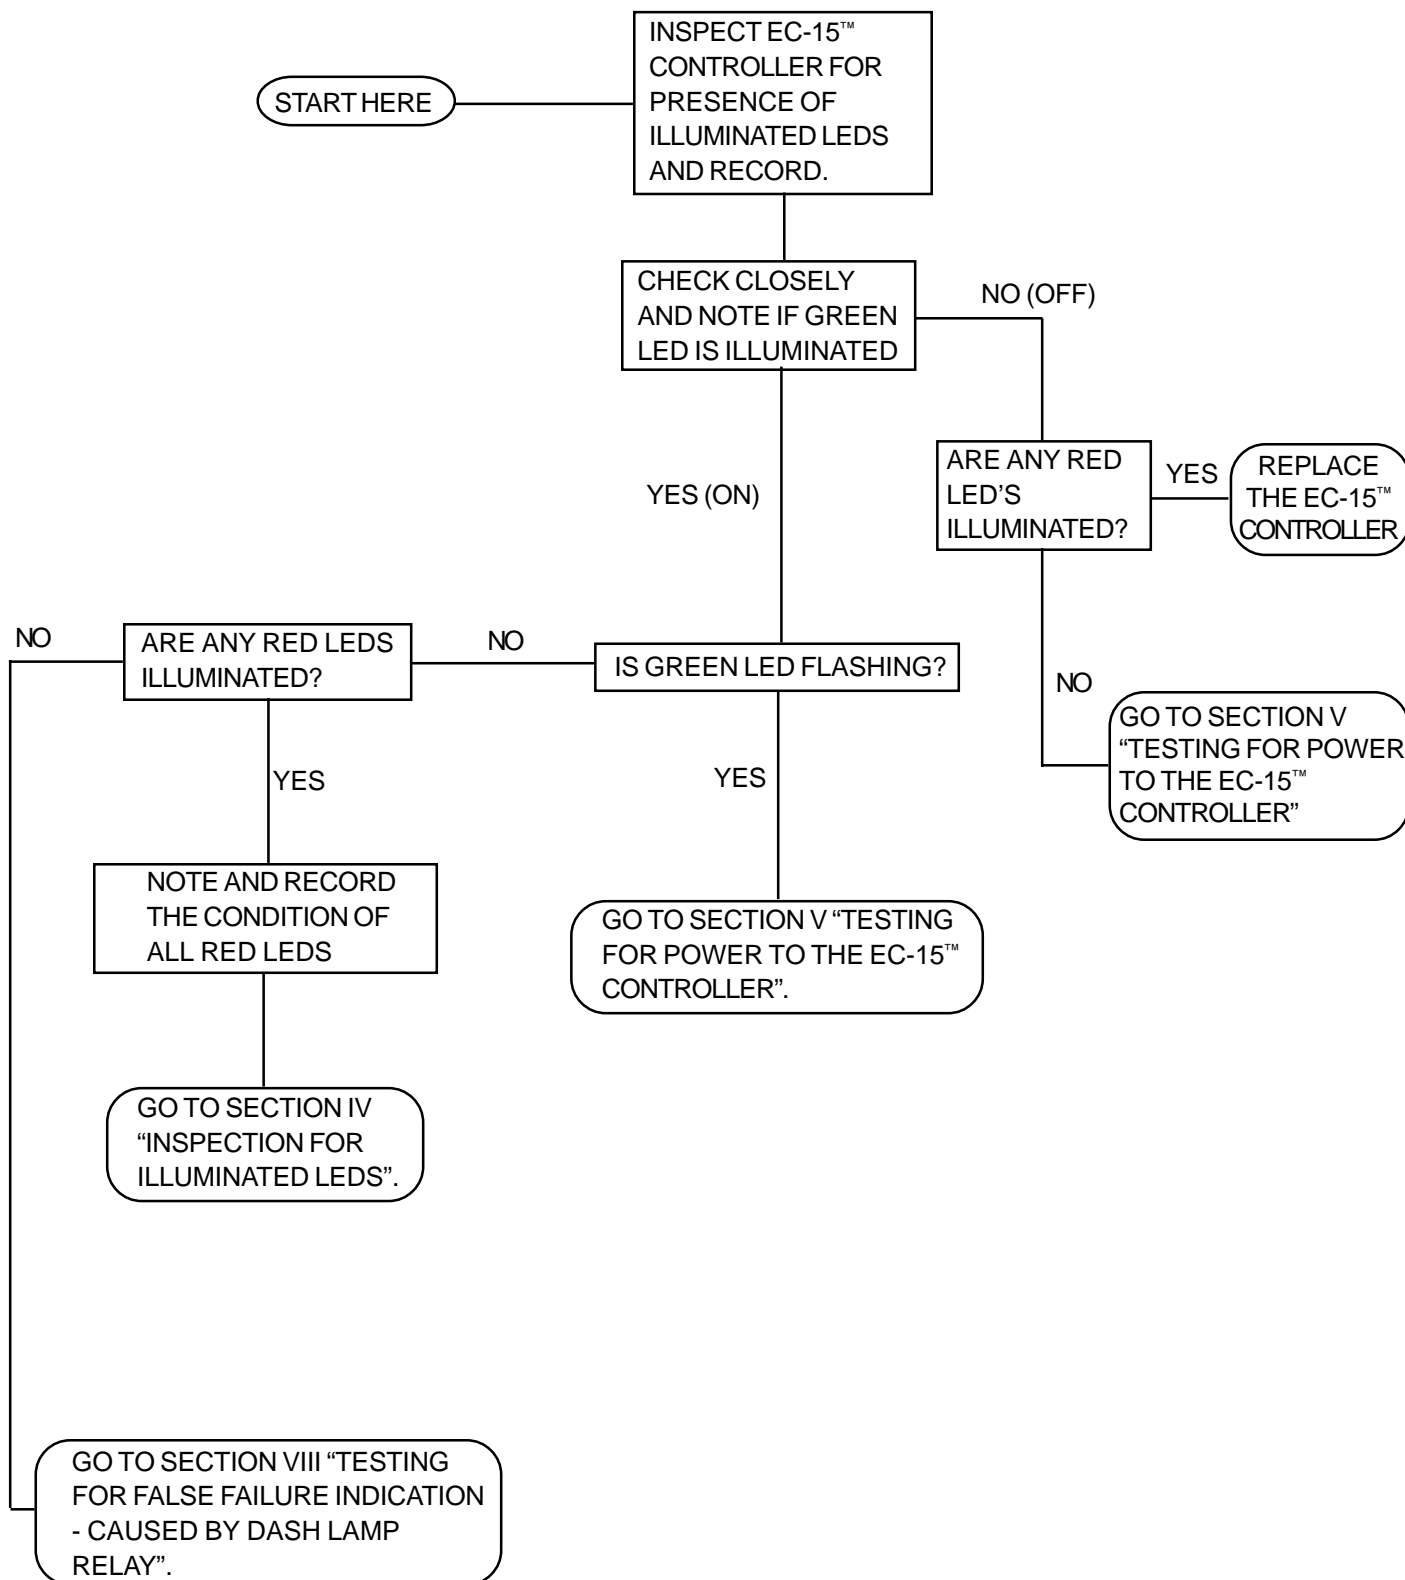 INSPECT EC-15™
CONTROLLER FOR
PRESENCE OF
ILLUMINATED LEDS
AND RECORD.
START HERE
CHECK CLOSELY
AND NOTE IF GREEN
LED IS ILLUMINATED
NO (OFF)
YES (ON)
ARE ANY RED
LED’S
ILLUMINATED?
YES
REPLACE
THE EC-15™
CONTROLLER
NO
ARE ANY RED LEDS
ILLUMINATED?
NO
IS GREEN LED FLASHING?
NO
GO TO SECTION V
“TESTING FOR POWER
TO THE EC-15™
CONTROLLER”
YES
YES
NOTE AND RECORD
THE CONDITION OF
ALL RED LEDS
GO TO SECTION V “TESTING
FOR POWER TO THE EC-15™
CONTROLLER”.
GO TO SECTION IV
“INSPECTION FOR
ILLUMINATED LEDS”.
GO TO SECTION VIII “TESTING
FOR FALSE FAILURE INDICATION
- CAUSED BY DASH LAMP
RELAY”.